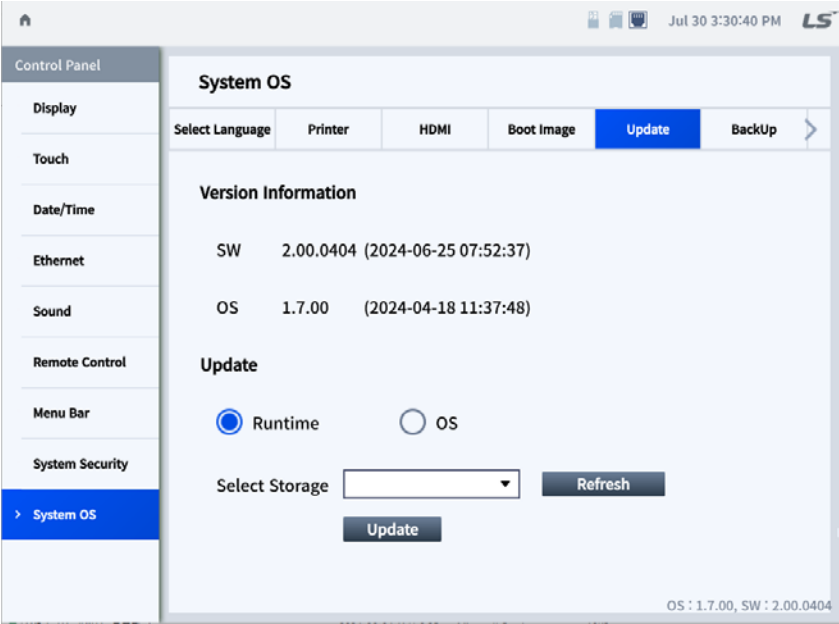 Jul 30 3:30:40 PM LS
Control Panel
Display
Touch
Date/Time
Ethernet
Sound
Remote Control
Menu Bar
System Security
> System OS
System OS
Select Language Printer HDMI Boot Image Update BackUp >
Version Information
SW 2.00.0404 (2024-06-25 07:52:37)
OS 1.7.00 (2024-04-18 11:37:48)
Update
Runtime OS
Select Storage Refresh
Update
OS : 1.7.00, SW : 2.00.0404